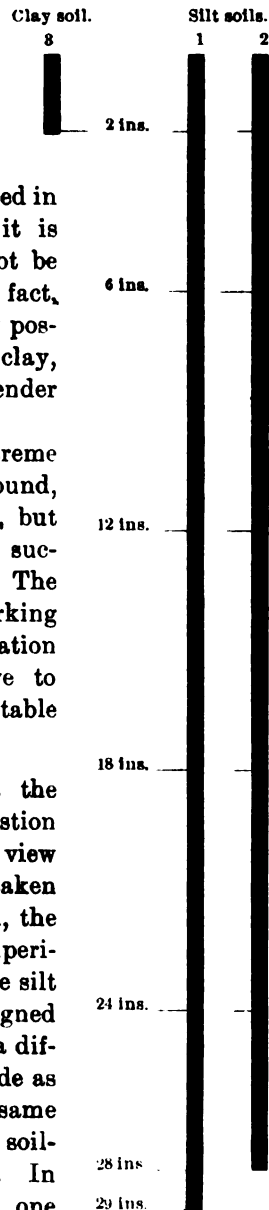 Clay soil. Silt soils.
8 1 2
2 ins.
ed in
it is
ot be
6 ins.
fact,
pos-
clay,
ender
reme
ound,
, but
12 ins.
suc-
The
rking
ation
e to
table
18 ins.
the
stion
view
aken
, the
peri-
e silt
24 ins.
gned
a dif-
de as
same
soil-
28 ins
In
one
29 ins.